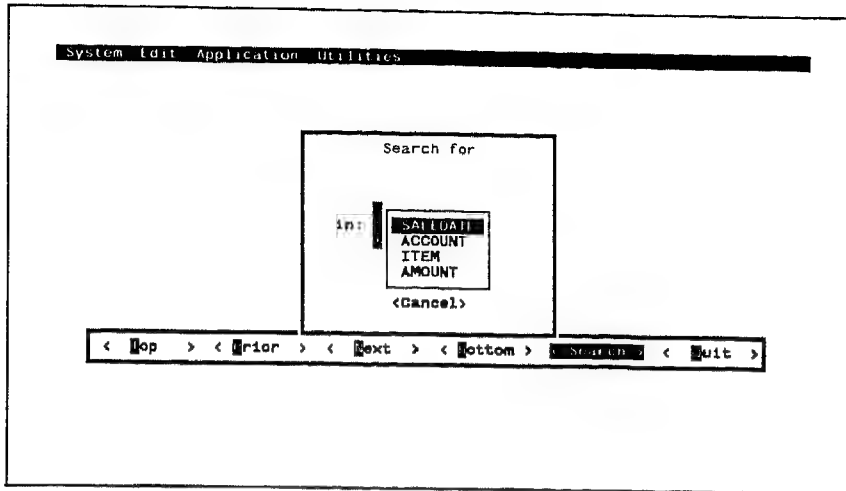 System Edit Application Utilities
Search for
in:
SALEDATE
ACCOUNT
ITEM
AMOUNT
<Cancel>
< Top > < Prior > < Next > < Bottom > < Search > < Quit >